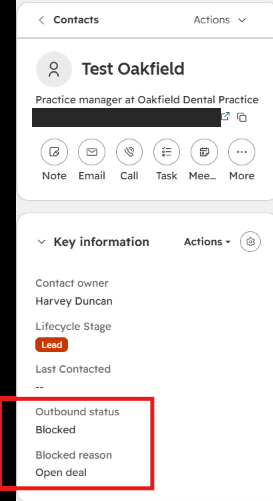 Contacts
Actions
Test Oakfield
Practice manager at Oakfield Dental Practice
Note Email Call Task Mee... More
Key information Actions
Contact owner
Harvey Duncan
Lifecycle Stage
Lead
Last Contacted
--
Outbound status
Blocked
Blocked reason
Open deal